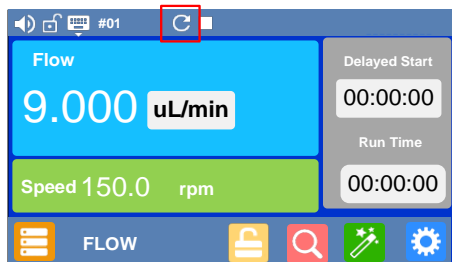 #01
Flow
9.000 uL/min
Speed 150.0 rpm
Delayed Start
00:00:00
Run Time
00:00:00
FLOW